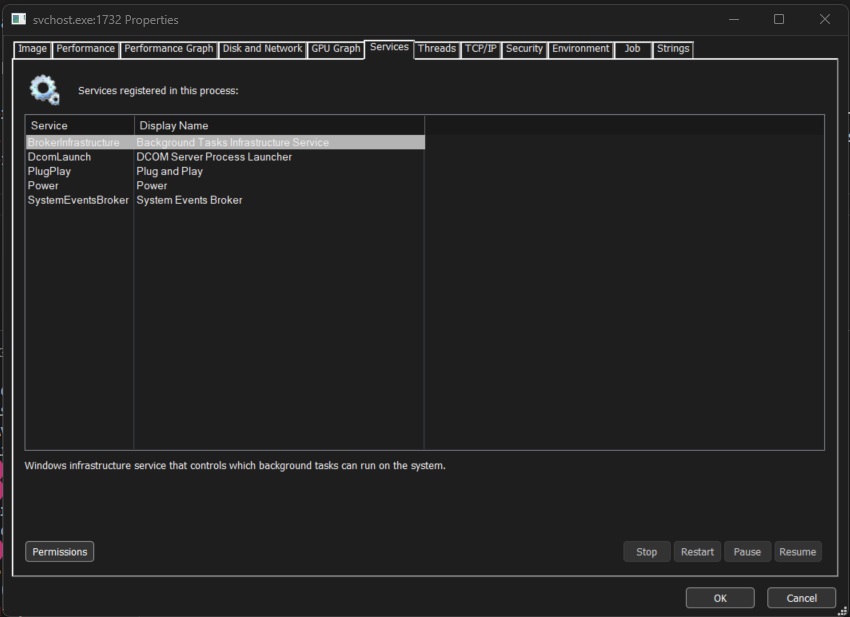 svchost.exe:1732 Properties
Image Performance Performance Graph Disk and Network GPU Graph Services Threads TCP/IP Security Environment Job Strings
Services registered in this process:
Service Display Name
BrokerInfrastructure Background Tasks Infrastructure Service
DcomLaunch DCOM Server Process Launcher
PlugPlay Plug and Play
Power Power
SystemEventsBroker System Events Broker
Windows infrastructure service that controls which background tasks can run on the system.
Permissions Stop Restart Pause Resume
OK Cancel